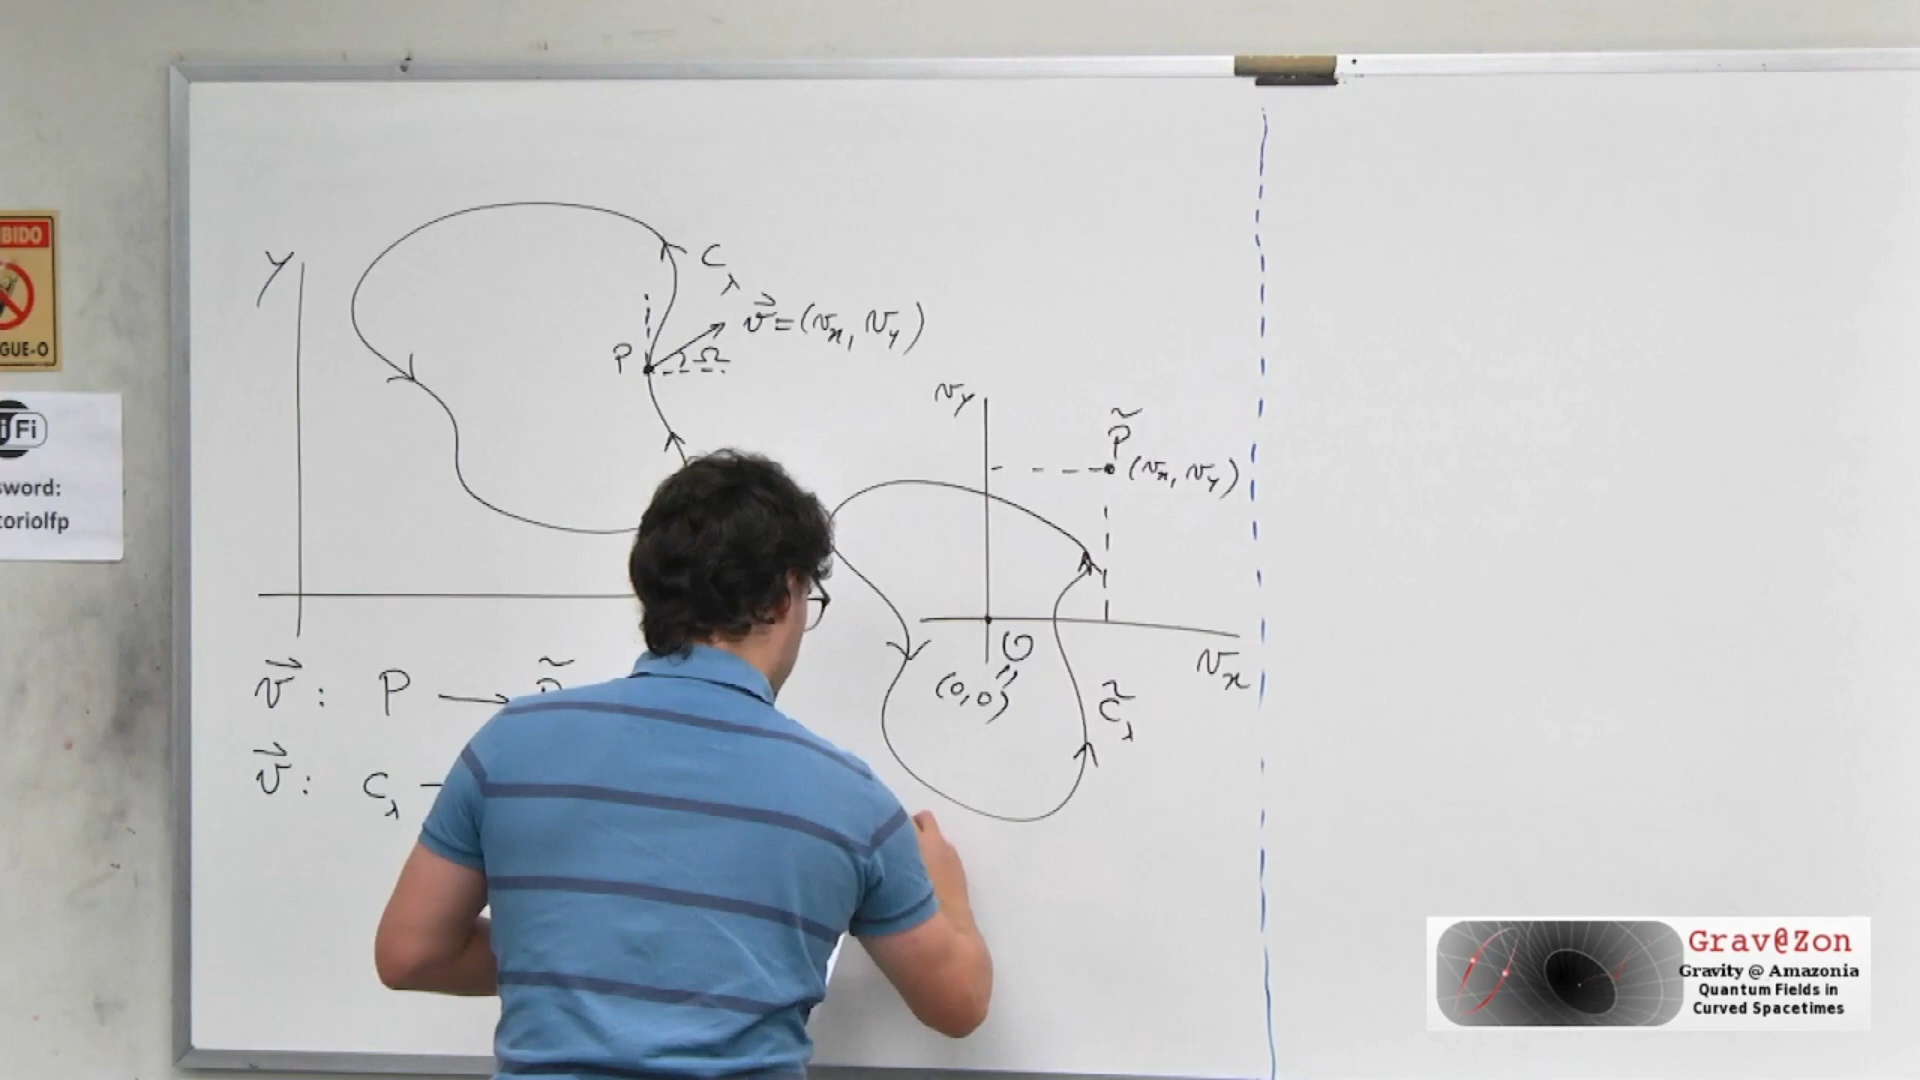 BIDO
GUE-O
iFi
sword:
toriolfp
Y
C_λ
v⃗=(v_x, v_y)
P
Ω
v_y
P̃
(v_x, v_y)
O
(0,0)
v_x
C̃_λ
v⃗: P →
v⃗: C_λ
Grav@Zon
Gravity @ Amazonia
Quantum Fields in
Curved Spacetimes